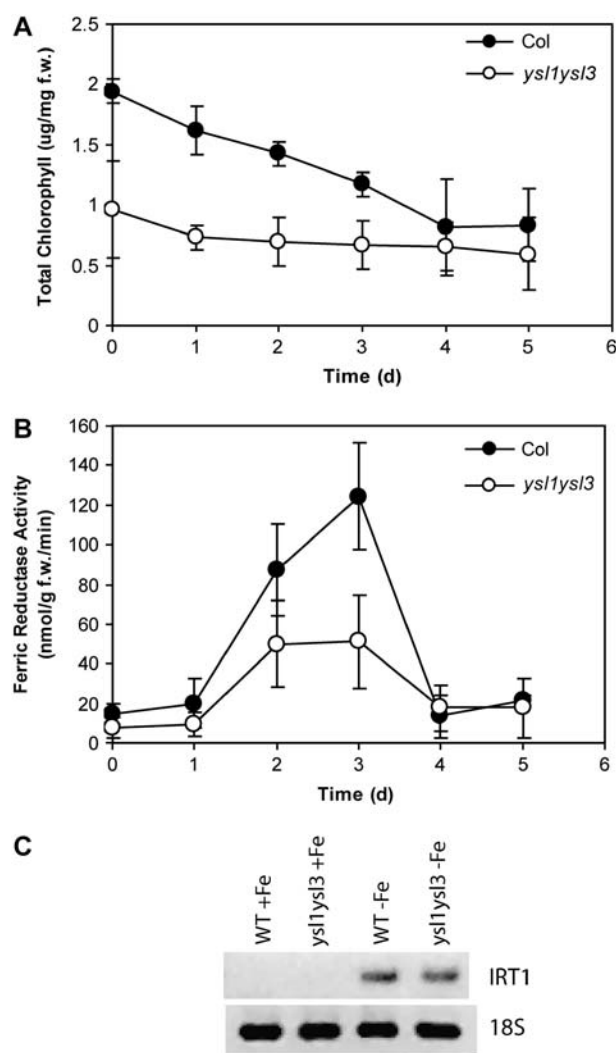 A
Total Chlorophyll (ug/mg f.w.)
2.5
2
1.5
1
0.5
0
0 1 2 3 4 5 6
Time (d)
Col
ysl1ysl3
B
Ferric Reductase Activity
(nmol/g f.w./min)
160
140
120
100
80
60
40
20
0
0 1 2 3 4 5 6
Time (d)
Col
ysl1ysl3
C
WT +Fe
ysl1ysl3 +Fe
WT -Fe
ysl1ysl3 -Fe
IRT1
18S